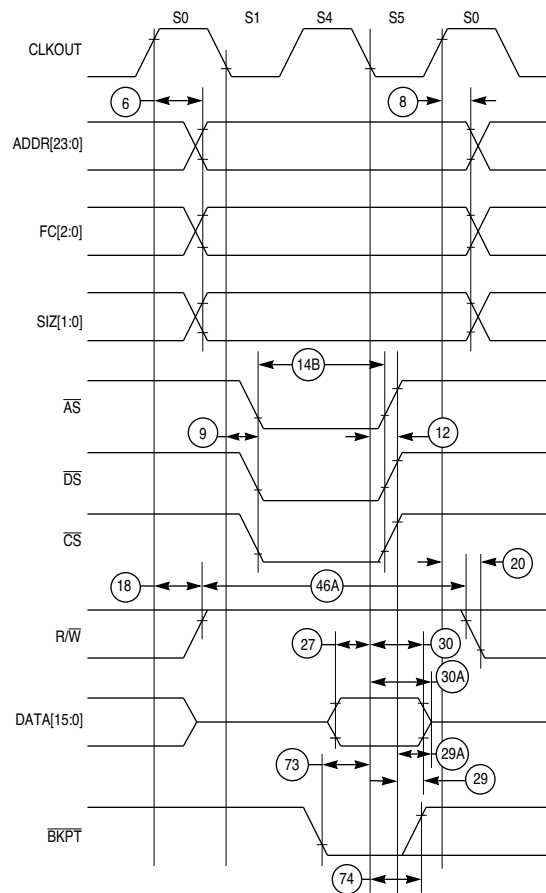 S0 S1 S4 S5 S0
CLKOUT
6 8
ADDR[23:0]
FC[2:0]
SIZ[1:0]
14B
AS
9 12
DS
CS
20
18 46A
R/W
27 30
30A
DATA[15:0]
29A
73 29
BKPT
74